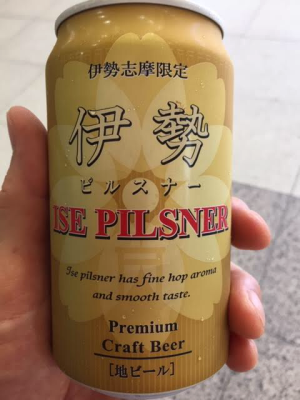 伊勢志摩限定
伊勢
ピルスナー
ISE PILSNER
Ise pilsner has fine hop aroma
and smooth taste.
Premium
Craft Beer
[地ビール]